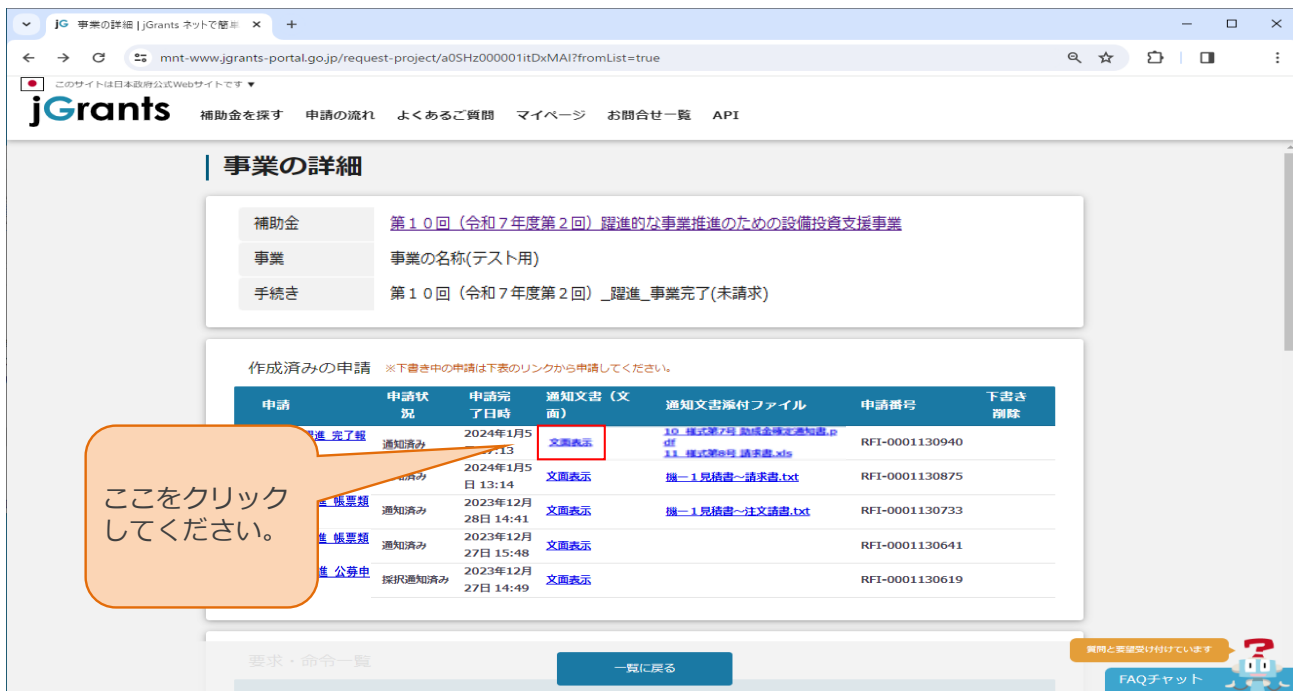 jG 事業の詳細 | jGrants ネットで簡単
mnt-www.jgrants-portal.go.jp/request-project/a0SHz000001itDxMAI?fromList=true
このサイトは日本政府公式Webサイトです ▼
jGrants 補助金を探す 申請の流れ よくあるご質問 マイページ お問合せ一覧 API
事業の詳細
補助金 第１０回（令和７年度第２回）躍進的な事業推進のための設備投資支援事業
事業 事業の名称(テスト用)
手続き 第１０回（令和７年度第２回）_躍進_事業完了(未請求)
作成済みの申請 ※下書き中の申請は下表のリンクから申請してください。
申請 申請状況 申請完了日時 通知文書（文面） 通知文書添付ファイル 申請番号 下書き削除
進_完了報 通知済み 2024年1月5 :13 文面表示 10_様式第7号 助成金確定通知書.pdf
11_様式第8号 請求書.xls RFI-0001130940
み 2024年1月5日 13:14 文面表示 機―１見積書～請求書.txt RFI-0001130875
進_帳票類 通知済み 2023年12月28日 14:41 文面表示 機―１見積書～注文請書.txt RFI-0001130733
進_帳票類 通知済み 2023年12月27日 15:48 文面表示 RFI-0001130641
進_公募申 採択通知済み 2023年12月27日 14:49 文面表示 RFI-0001130619
ここをクリック
してください。
要求・命令一覧
一覧に戻る
質問と要望受け付けています
FAQチャット